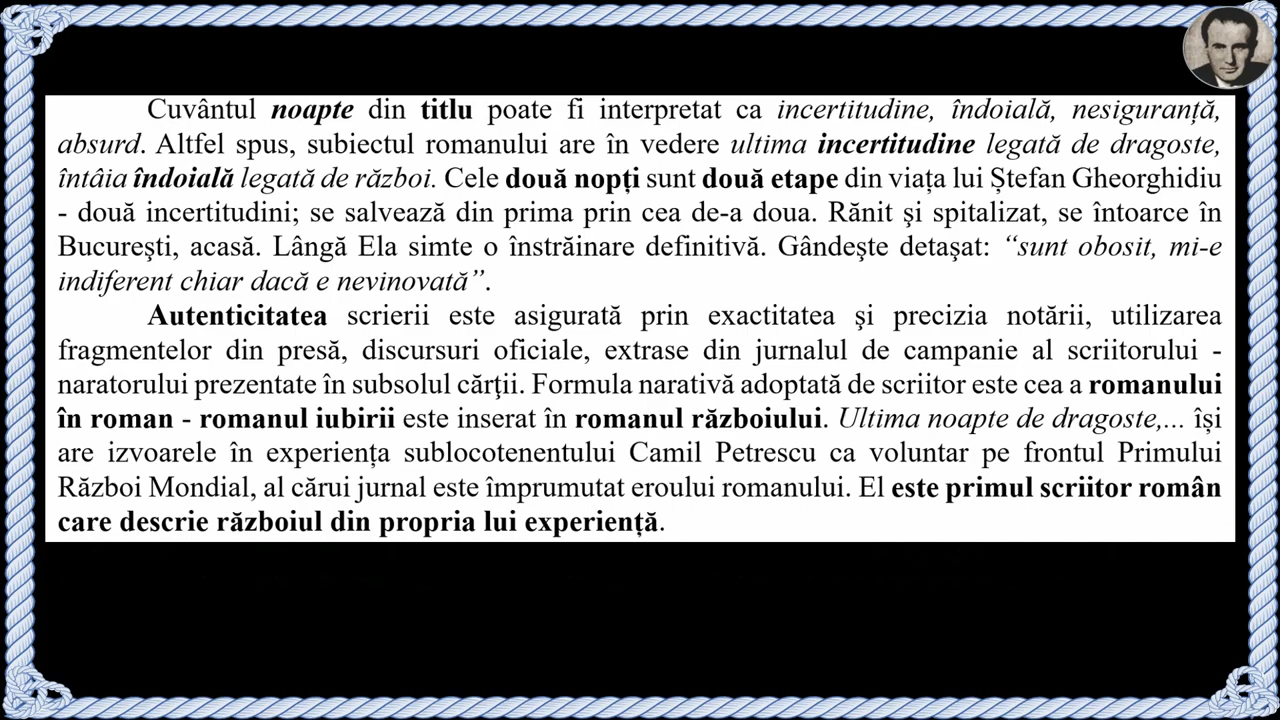 Cuvântul noapte din titlu poate fi interpretat ca incertitudine, îndoială, nesiguranță,
absurd. Altfel spus, subiectul romanului are în vedere ultima incertitudine legată de dragoste,
întâia îndoială legată de război. Cele două nopți sunt două etape din viața lui Ștefan Gheorghidiu
- două incertitudini; se salvează din prima prin cea de-a doua. Rănit şi spitalizat, se întoarce în
Bucureşti, acasă. Lângă Ela simte o înstrăinare definitivă. Gândeşte detaşat: “sunt obosit, mi-e
indiferent chiar dacă e nevinovată”.
Autenticitatea scrierii este asigurată prin exactitatea şi precizia notării, utilizarea
fragmentelor din presă, discursuri oficiale, extrase din jurnalul de campanie al scriitorului -
naratorului prezentate în subsolul cărţii. Formula narativă adoptată de scriitor este cea a romanului
în roman - romanul iubirii este inserat în romanul războiului. Ultima noapte de dragoste,... își
are izvoarele în experiența sublocotenentului Camil Petrescu ca voluntar pe frontul Primului
Război Mondial, al cărui jurnal este împrumutat eroului romanului. El este primul scriitor român
care descrie războiul din propria lui experiență.